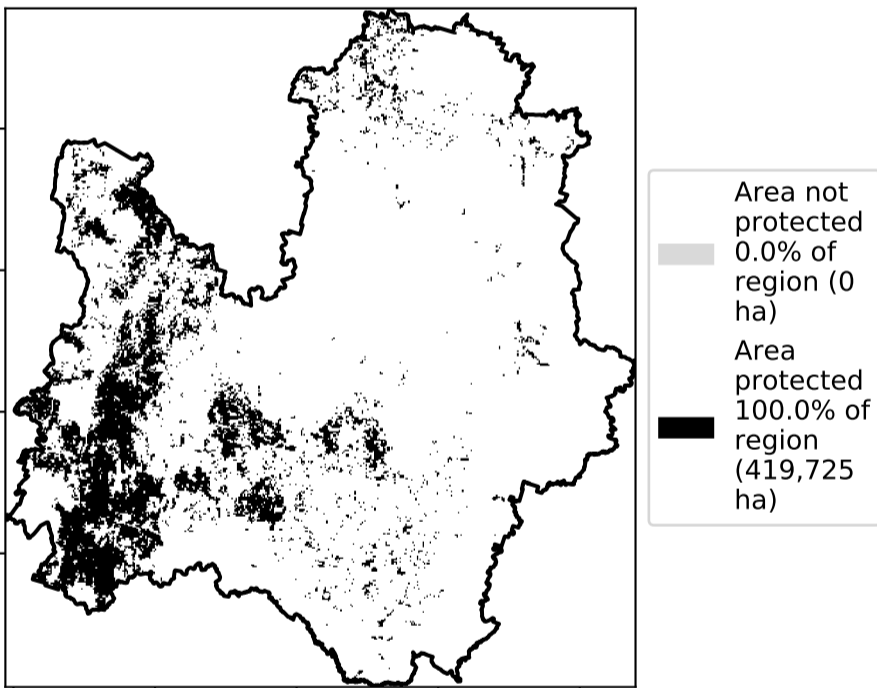 Area not
protected
0.0% of
region (0
ha)
Area
protected
100.0% of
region
(419,725
ha)